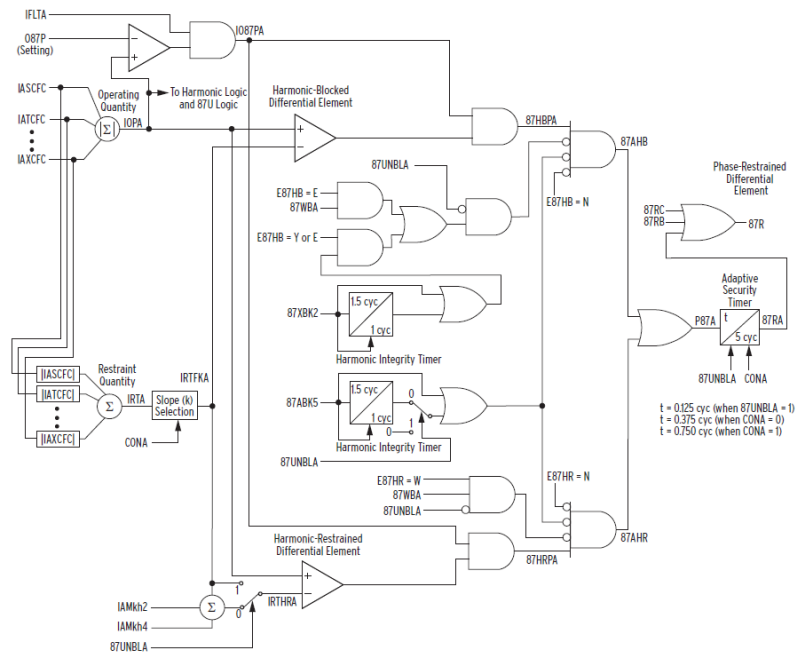 IFLTA
O87P
(Setting)
IO87PA
IASCFC
IATCFC
IAXCFC
Operating
Quantity
|Σ|
IOPA
To Harmonic Logic
and 87U Logic
Harmonic-Blocked
Differential Element
87HBPA
87AHB
87UNBLA
E87HB = E
87WBA
E87HB = N
E87HB = Y or E
Phase-Restrained
Differential
Element
87RC
87RB
87R
87XBK2
1.5 cyc
1 cyc
Harmonic Integrity Timer
Adaptive
Security
Timer
P87A
t
5 cyc
87RA
87UNBLA CONA
|IASCFC|
|IATCFC|
|IAXCFC|
Restraint
Quantity
Σ
IRTA
Slope (k)
Selection
IRTFKA
CONA
87ABK5
1.5 cyc
1 cyc
0
0
1
Harmonic Integrity Timer
87UNBLA
t = 0.125 cyc (when 87UNBLA = 1)
t = 0.375 cyc (when CONA = 0)
t = 0.750 cyc (when CONA = 1)
E87HR = W
87WBA
87UNBLA
E87HR = N
87AHR
87HRPA
Harmonic-Restrained
Differential Element
1
0
IRTHRA
IAMkh2
Σ
IAMkh4
87UNBLA